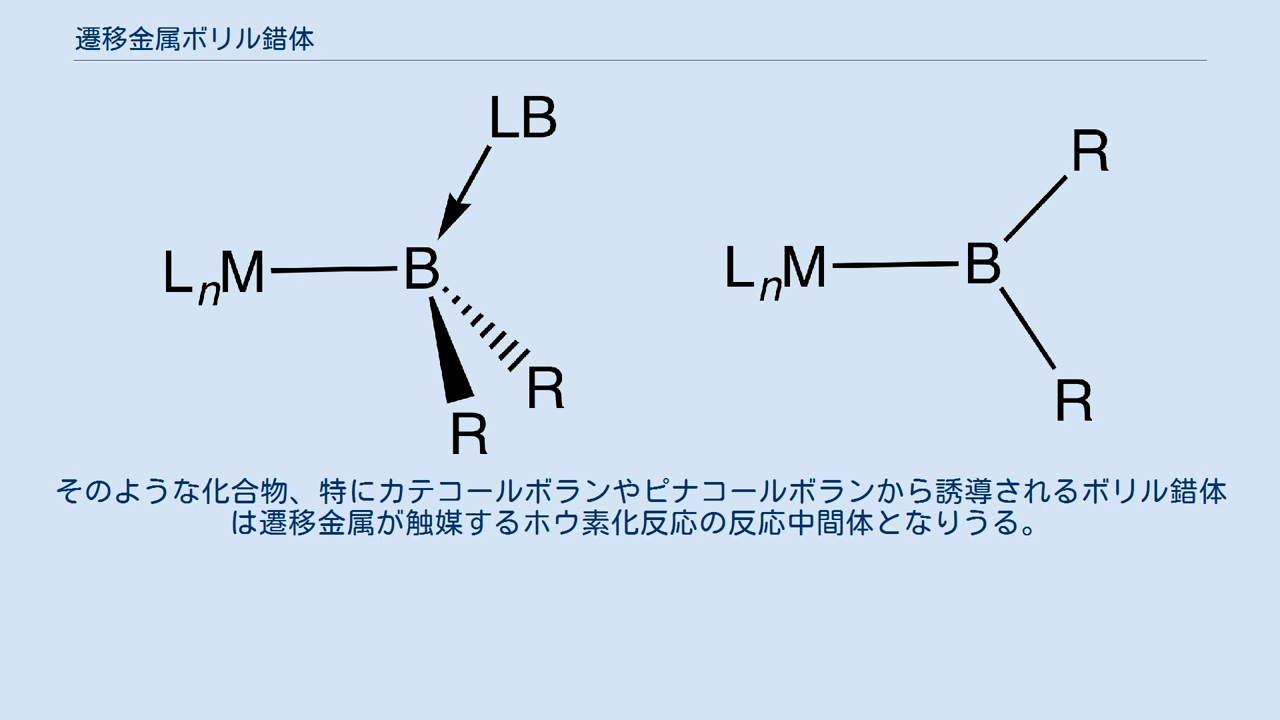 遷移金属ボリル錯体
LB
R
LnM
B
LnM
B
R
R
R
そのような化合物、特にカテコールボランやピナコールボランから誘導されるボリル錯体
は遷移金属が触媒するホウ素化反応の反応中間体となりうる。